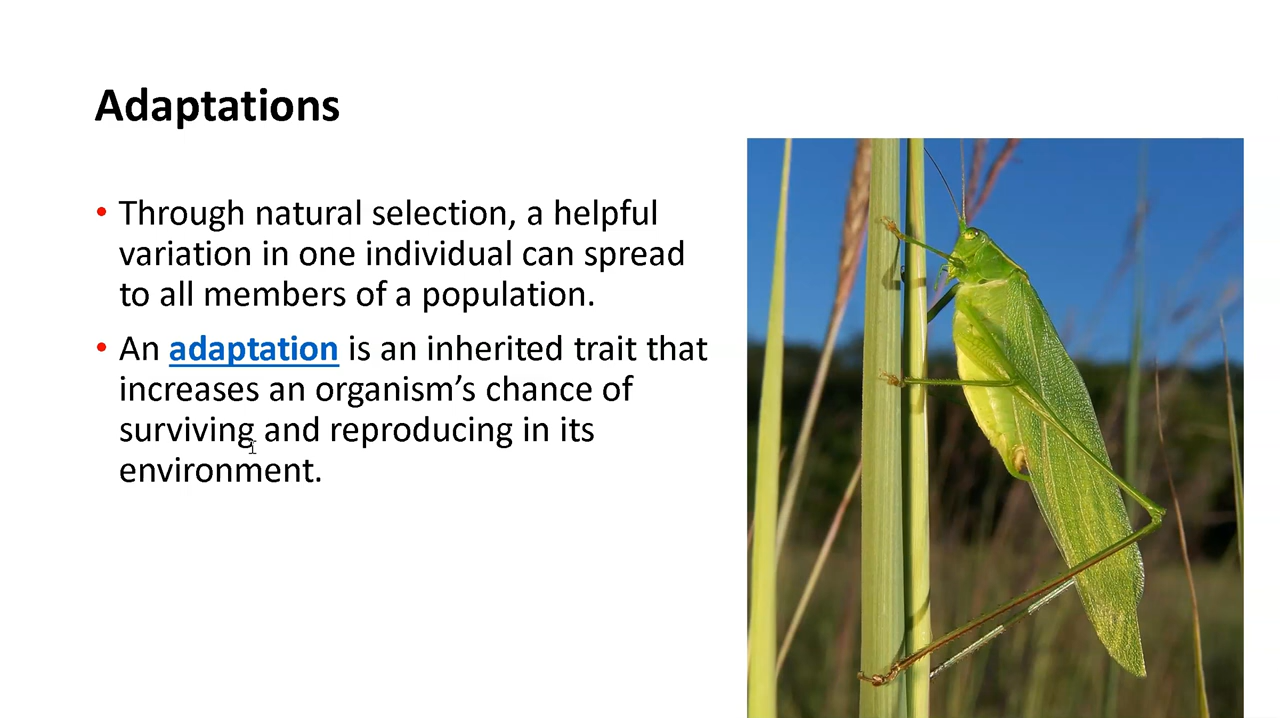 Adaptations
• Through natural selection, a helpful
variation in one individual can spread
to all members of a population.
• An adaptation is an inherited trait that
increases an organism’s chance of
surviving and reproducing in its
environment.